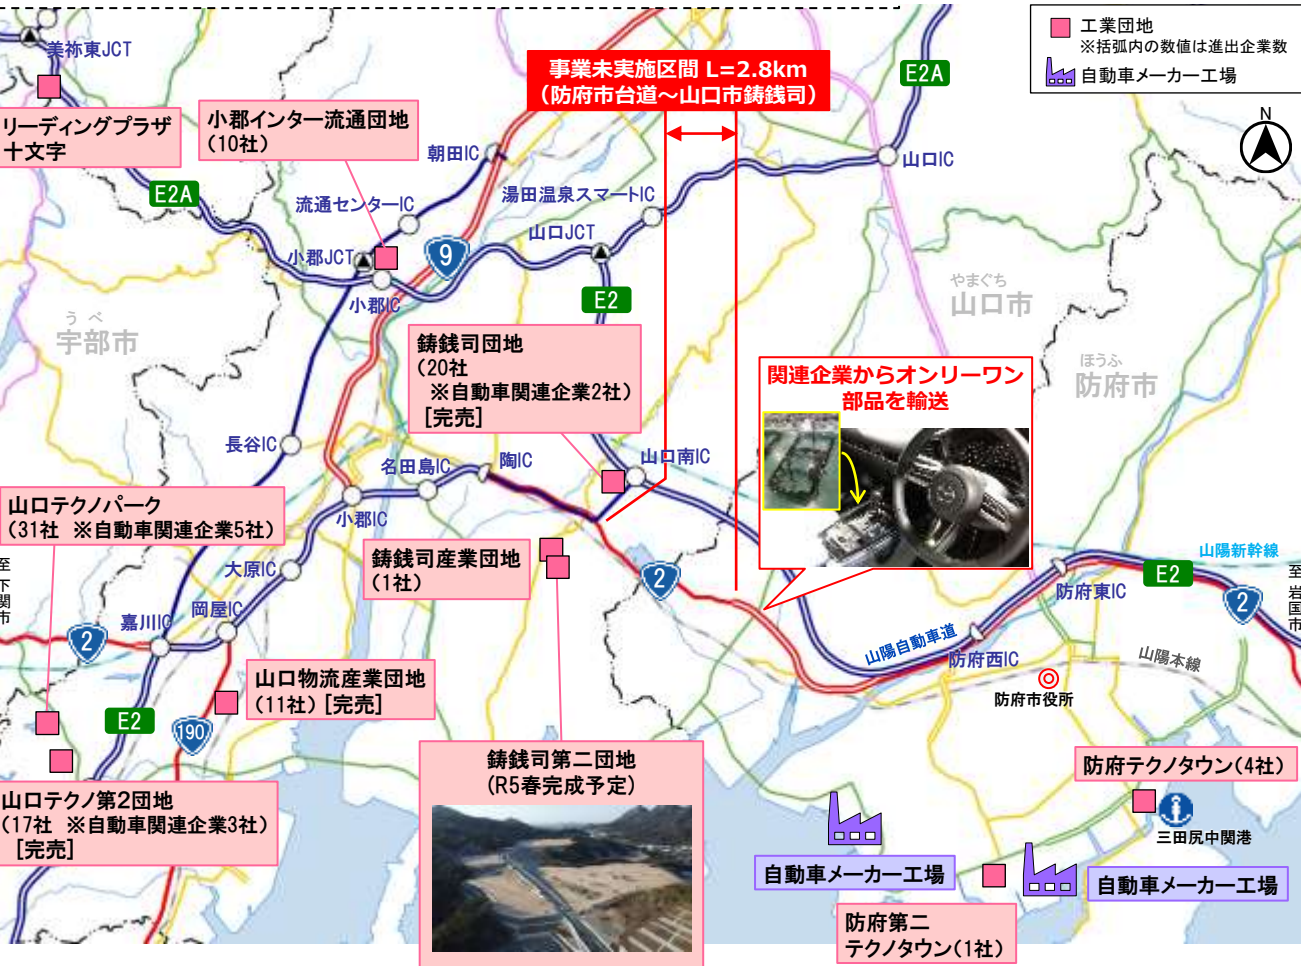 美祢東JCT
リーディングプラザ
十文字
小郡インター流通団地
（10社）
事業未実施区間 L=2.8km
（防府市台道～山口市鋳銭司）
工業団地
※括弧内の数値は進出企業数
自動車メーカー工場
N
E2A
E2A
朝田IC
山口IC
流通センターIC
湯田温泉スマートIC
小郡JCT
9
山口JCT
小郡IC
E2
うべ
宇部市
やまぐち
山口市
ほうふ
防府市
鋳銭司団地
（20社
※自動車関連企業2社）
［完売］
関連企業からオンリーワン
部品を輸送
長谷IC
名田島IC
陶IC
山口南IC
山口テクノパーク
（31社 ※自動車関連企業5社）
小郡IC
鋳銭司産業団地
（1社）
至 下関市
大原IC
岡屋IC
嘉川IC
2
2
山陽新幹線
E2
2
至 岩国市
防府東IC
山陽自動車道
防府西IC
山陽本線
防府市役所
山口物流産業団地
（11社）［完売］
E2
190
鋳銭司第二団地
（R5春完成予定）
山口テクノ第2団地
（17社 ※自動車関連企業3社）
［完売］
防府テクノタウン（4社）
三田尻中関港
自動車メーカー工場
自動車メーカー工場
防府第二
テクノタウン（1社）